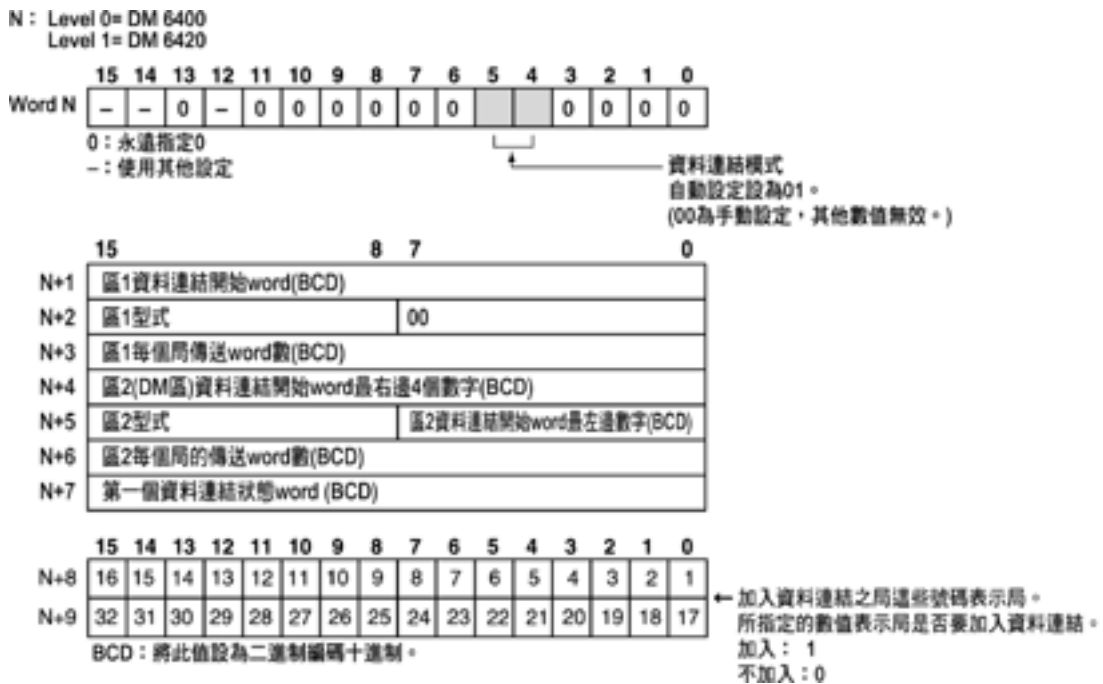 N： Level 0= DM 6400
Level 1= DM 6420
15 14 13 12 11 10 9 8 7 6 5 4 3 2 1 0
Word N – – 0 – 0 0 0 0 0 0 0 0 0 0
0：永遠指定0
–：使用其他設定
資料連結模式
自動設定設為01。
(00為手動設定，其他數值無效。)
15 8 7 0
N+1 區1資料連結開始word(BCD)
N+2 區1型式 00
N+3 區1每個局傳送word數(BCD)
N+4 區2(DM區)資料連結開始word最右邊4個數字(BCD)
N+5 區2型式 區2資料連結開始word最左邊數字(BCD)
N+6 區2每個局的傳送word數(BCD)
N+7 第一個資料連結狀態word (BCD)
15 14 13 12 11 10 9 8 7 6 5 4 3 2 1 0
N+8 16 15 14 13 12 11 10 9 8 7 6 5 4 3 2 1
N+9 32 31 30 29 28 27 26 25 24 23 22 21 20 19 18 17
←加入資料連結之局這些號碼表示局。
所指定的數值表示局是否要加入資料連結。
加入： 1
不加入：0
BCD：將此值設為二進制編碼十進制。